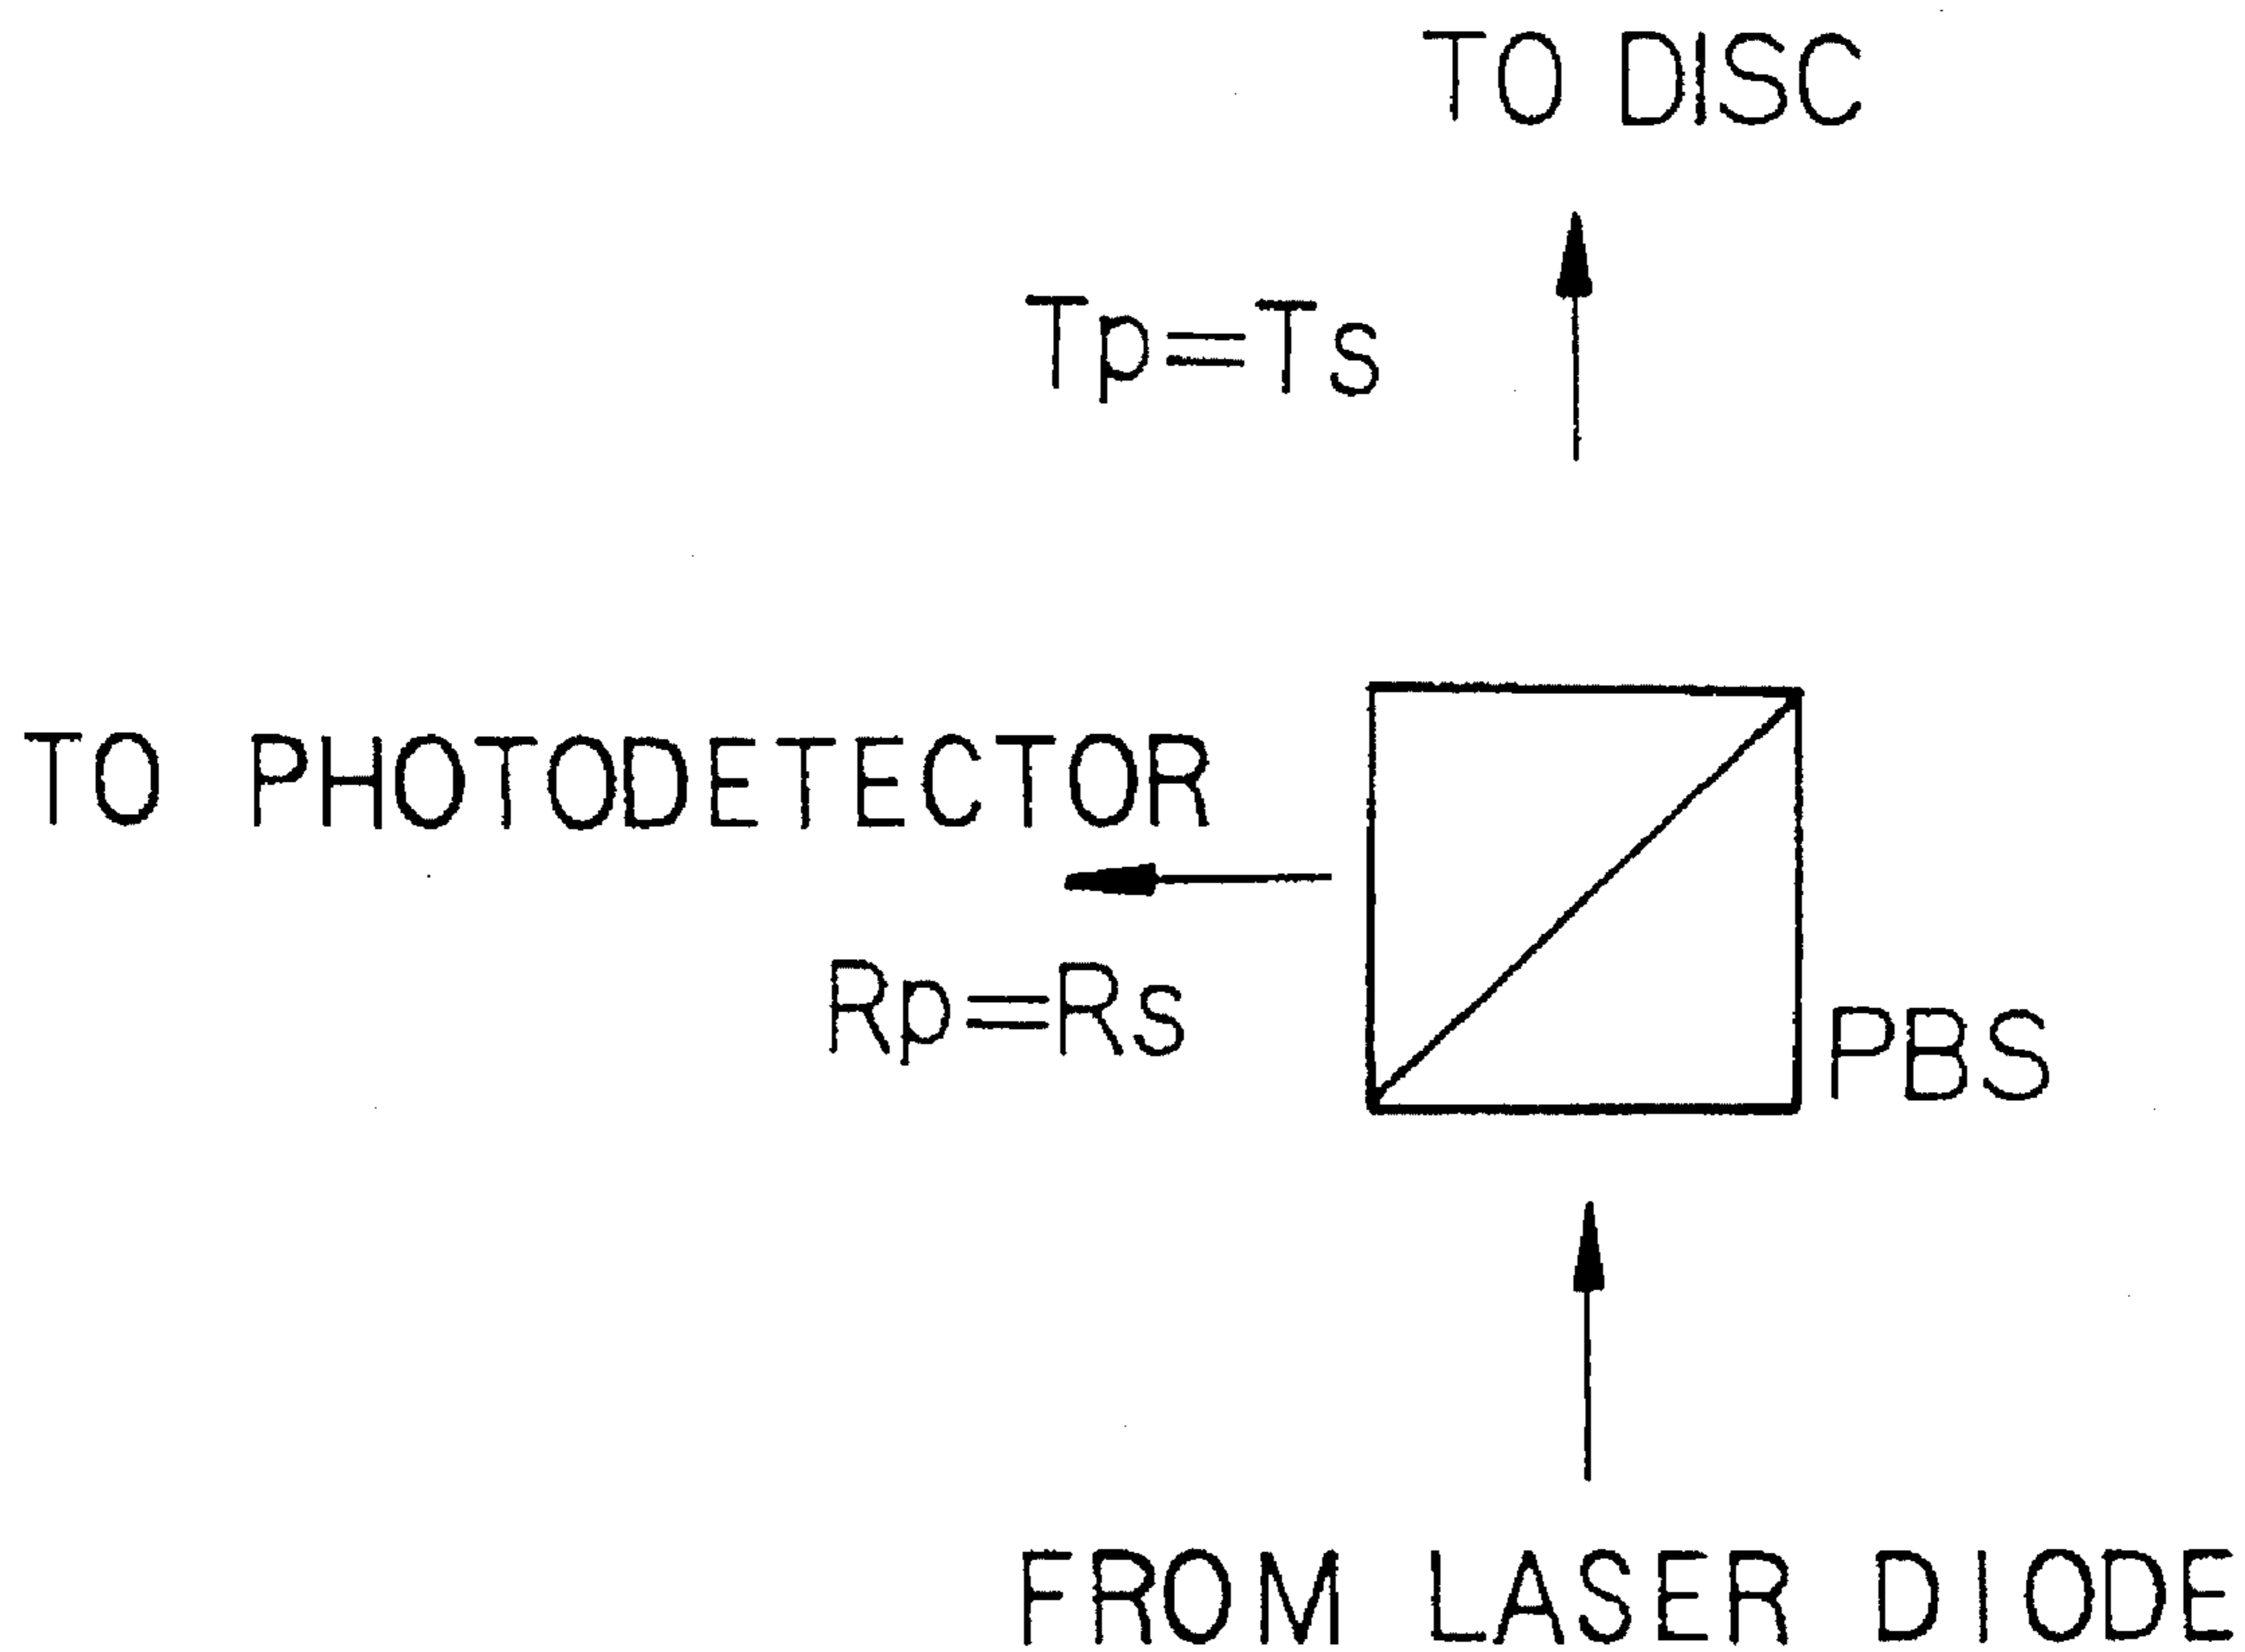 TO DISC
Tp=Ts
TO PHOTODETECTOR
Rp=Rs
PBS
FROM LASER DIODE